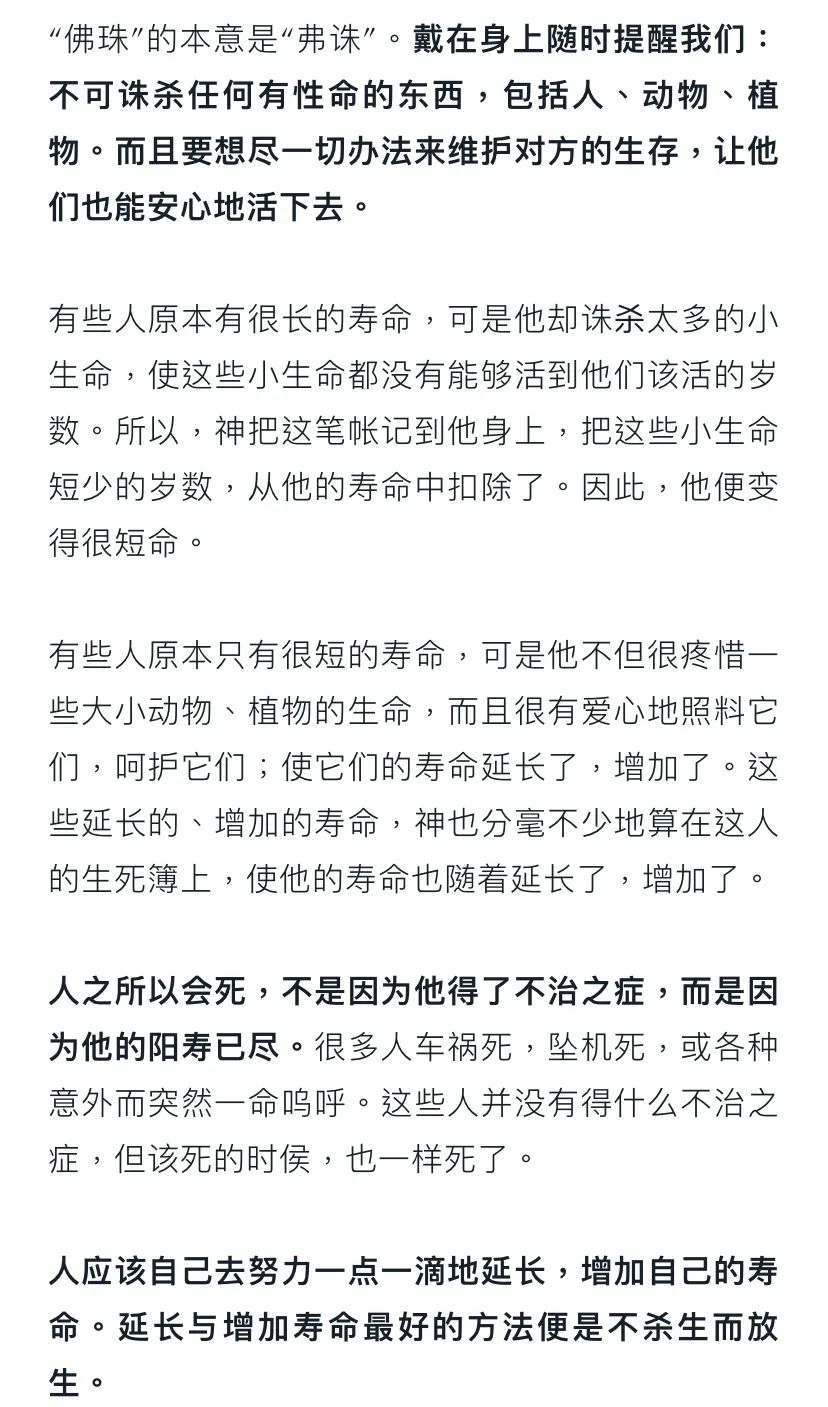 “佛珠”的本意是“弗诛”。戴在身上随时提醒我们：
不可诛杀任何有性命的东西，包括人、动物、植
物。而且要想尽一切办法来维护对方的生存，让他
们也能安心地活下去。
有些人原本有很长的寿命，可是他却诛杀太多的小
生命，使这些小生命都没有能够活到他们该活的岁
数。所以，神把这笔帐记到他身上，把这些小生命
短少的岁数，从他的寿命中扣除了。因此，他便变
得很短命。
有些人原本只有很短的寿命，可是他不但很疼惜一
些大小动物、植物的生命，而且很有爱心地照料它
们，呵护它们；使它们的寿命延长了，增加了。这
些延长的、增加的寿命，神也分毫不少地算在这人
的生死簿上，使他的寿命也随着延长了，增加了。
人之所以会死，不是因为他得了不治之症，而是因
为他的阳寿已尽。很多人车祸死，坠机死，或各种
意外而突然一命呜呼。这些人并没有得什么不治之
症，但该死的时侯，也一样死了。
人应该自己去努力一点一滴地延长，增加自己的寿
命。延长与增加寿命最好的方法便是不杀生而放
生。